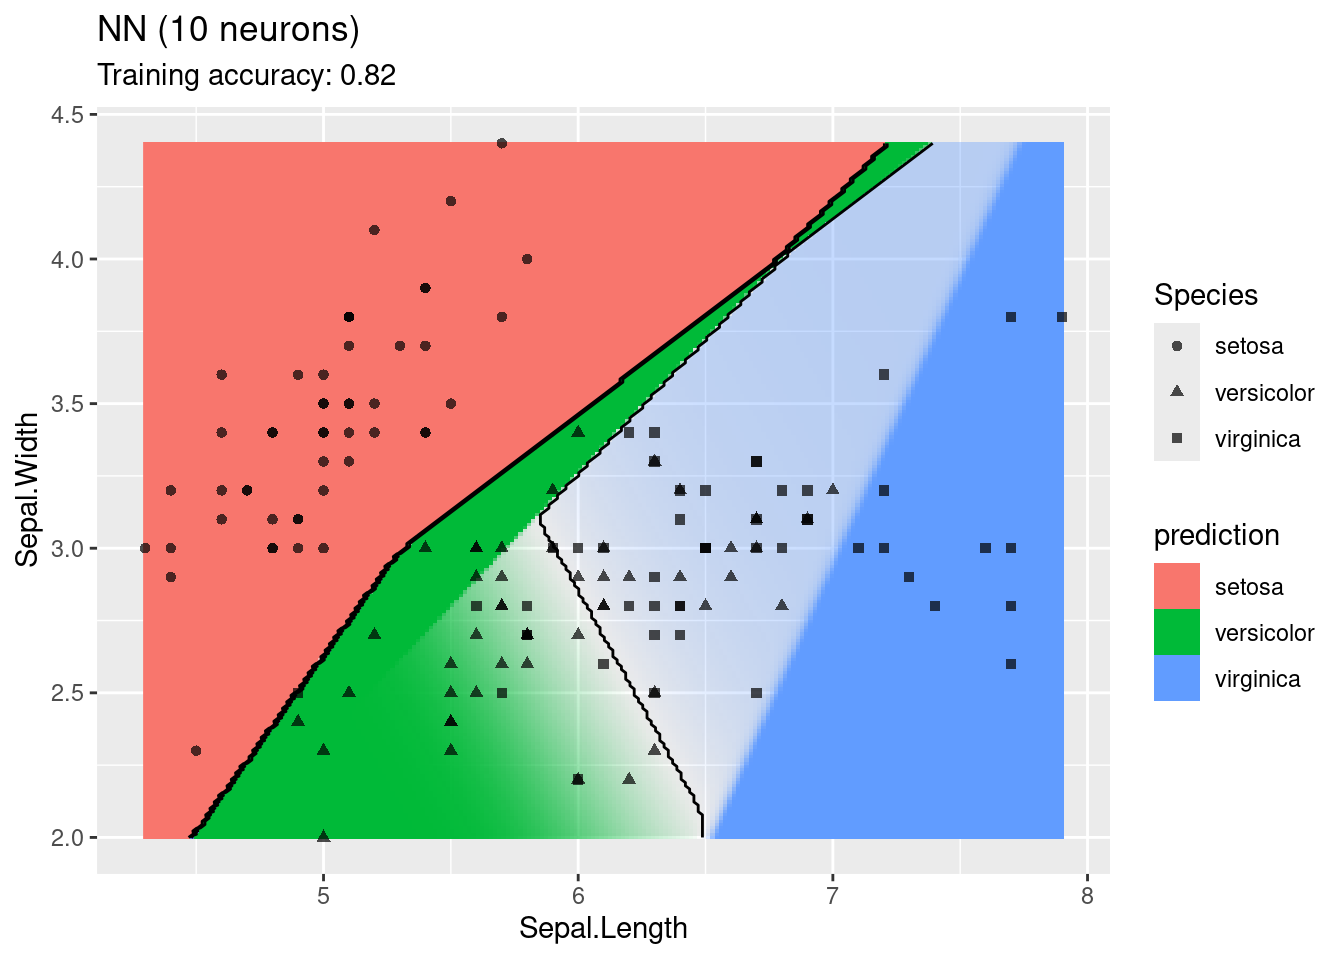 NN (10 neurons)
Training accuracy: 0.82
4.5
4.0
3.5
3.0
2.5
2.0
Sepal.Width
5
6
7
8
Sepal.Length
Species
setosa
versicolor
virginica
prediction
setosa
versicolor
virginica